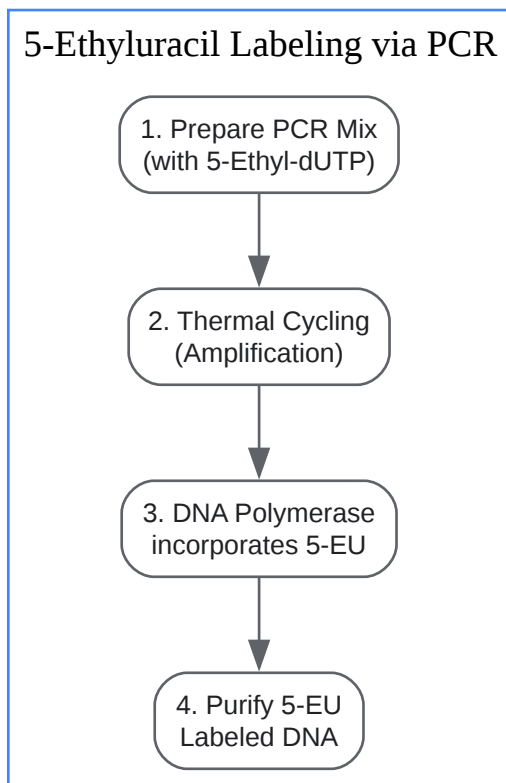 5-Ethyluracil Labeling via PCR
1. Prepare PCR Mix
(with 5-Ethyl-dUTP)
2. Thermal Cycling
(Amplification)
3. DNA Polymerase
incorporates 5-EU
4. Purify 5-EU
Labeled DNA